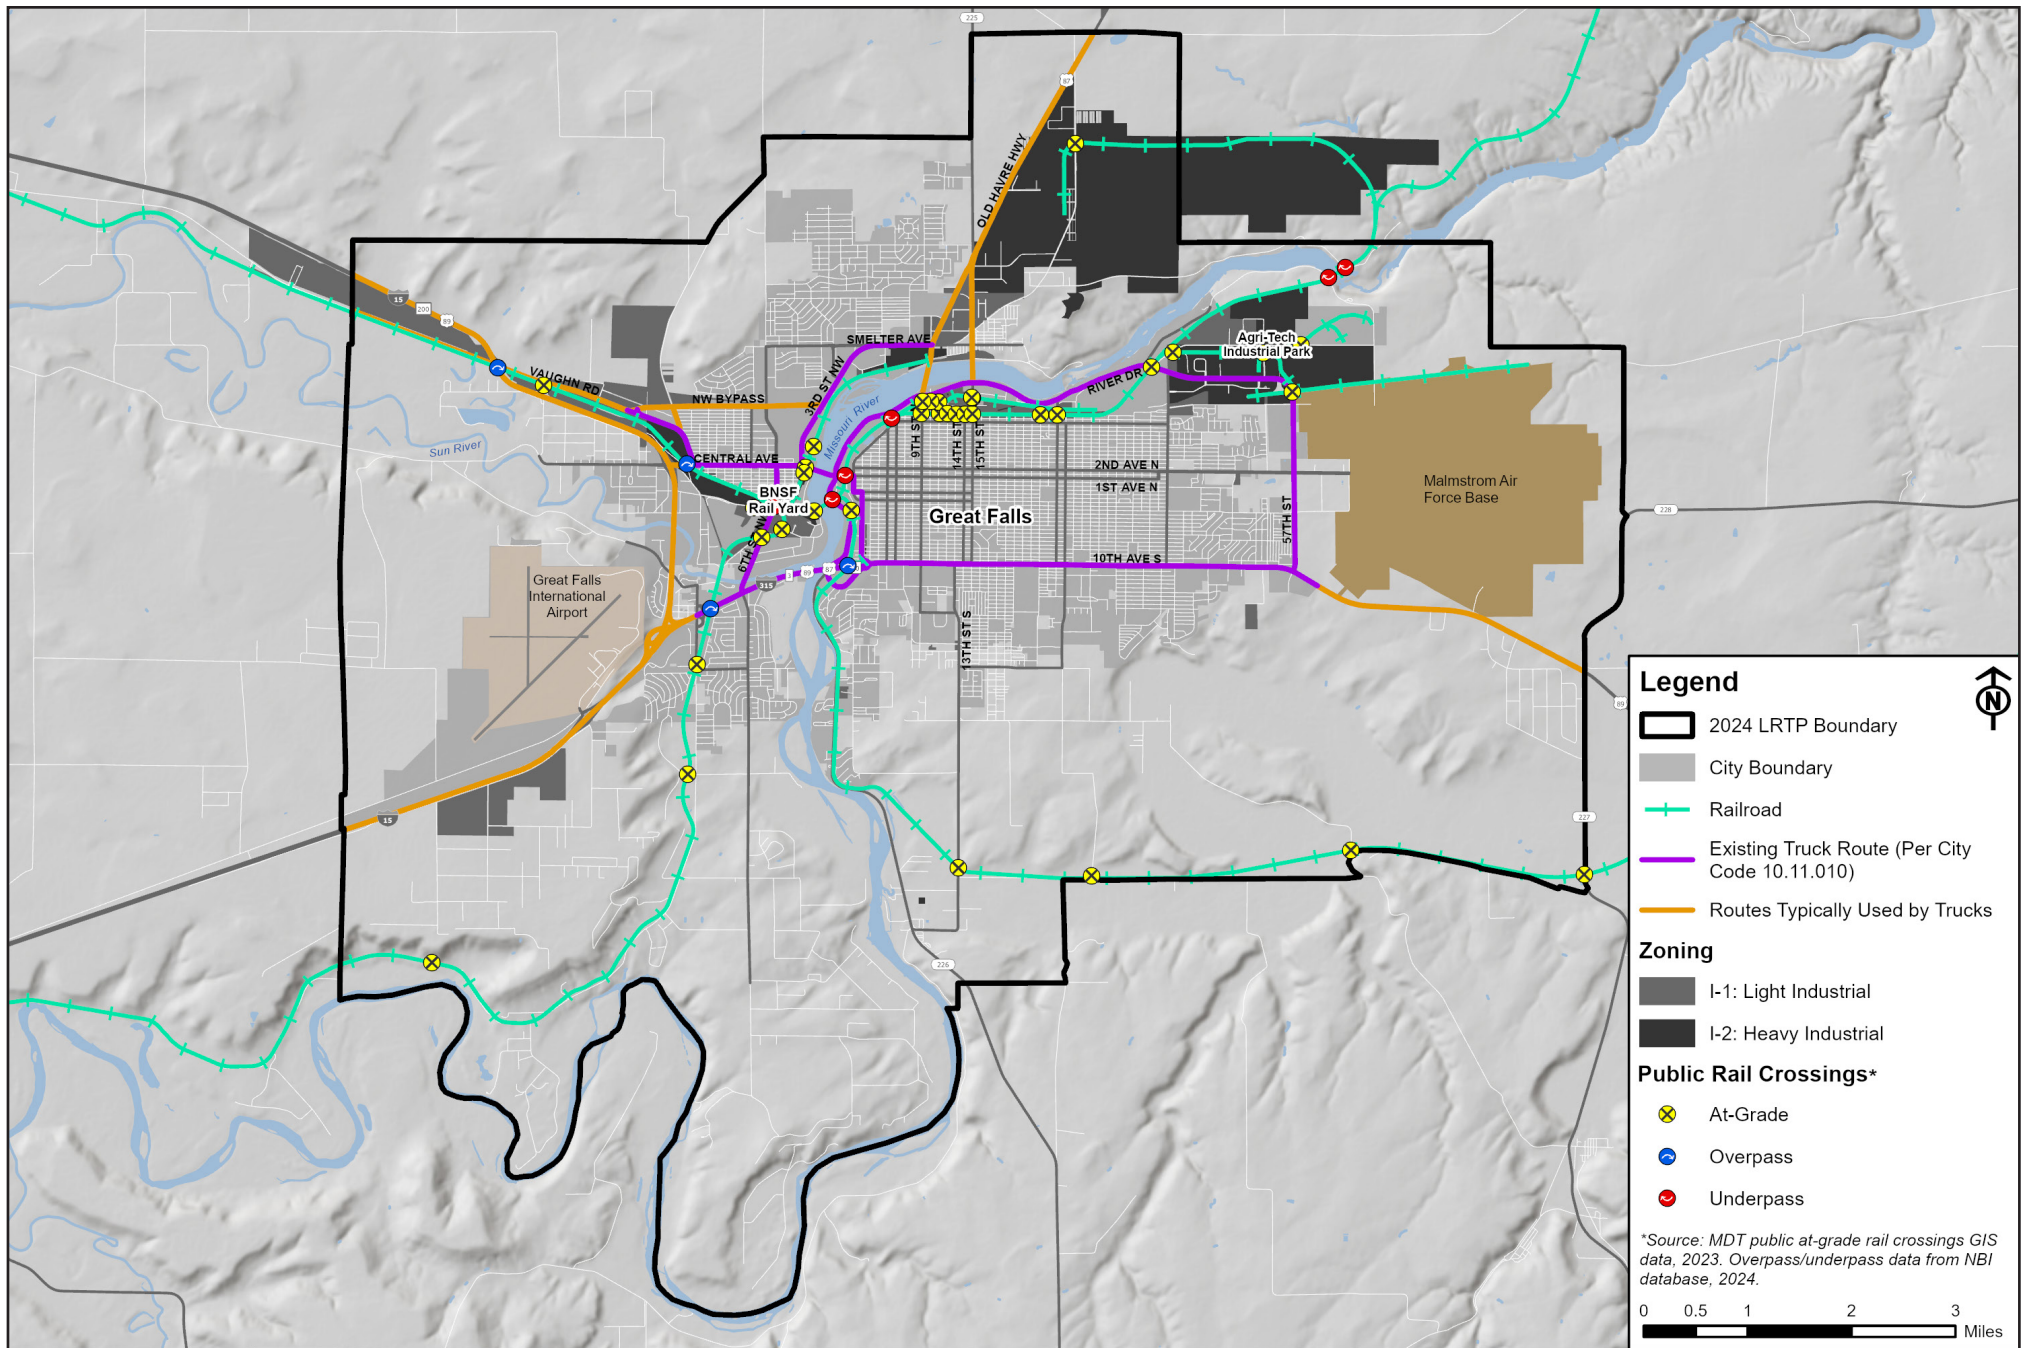 225
87
OLD HAVRE HWY
15
200
89
SMELTER AVE
Agri-Tech
Industrial Park
VAUGHN RD
3RD ST NW
RIVER DR
NW BYPASS
Missouri River
Sun River
9TH ST
14TH ST
15TH ST
CENTRAL AVE
2ND AVE N
1ST AVE N
BNSF
Rail Yard
Great Falls
Malmstrom Air
Force Base
228
57TH ST
6TH ST NW
10TH AVE S
315
89
87
Great Falls
International
Airport
13TH ST S
89
15
227
226
Legend
N
2024 LRTP Boundary
City Boundary
Railroad
Existing Truck Route (Per City
Code 10.11.010)
Routes Typically Used by Trucks
Zoning
I-1: Light Industrial
I-2: Heavy Industrial
Public Rail Crossings*
At-Grade
Overpass
Underpass
*Source: MDT public at-grade rail crossings GIS
data, 2023. Overpass/underpass data from NBI
database, 2024.
0 0.5 1 2 3
Miles